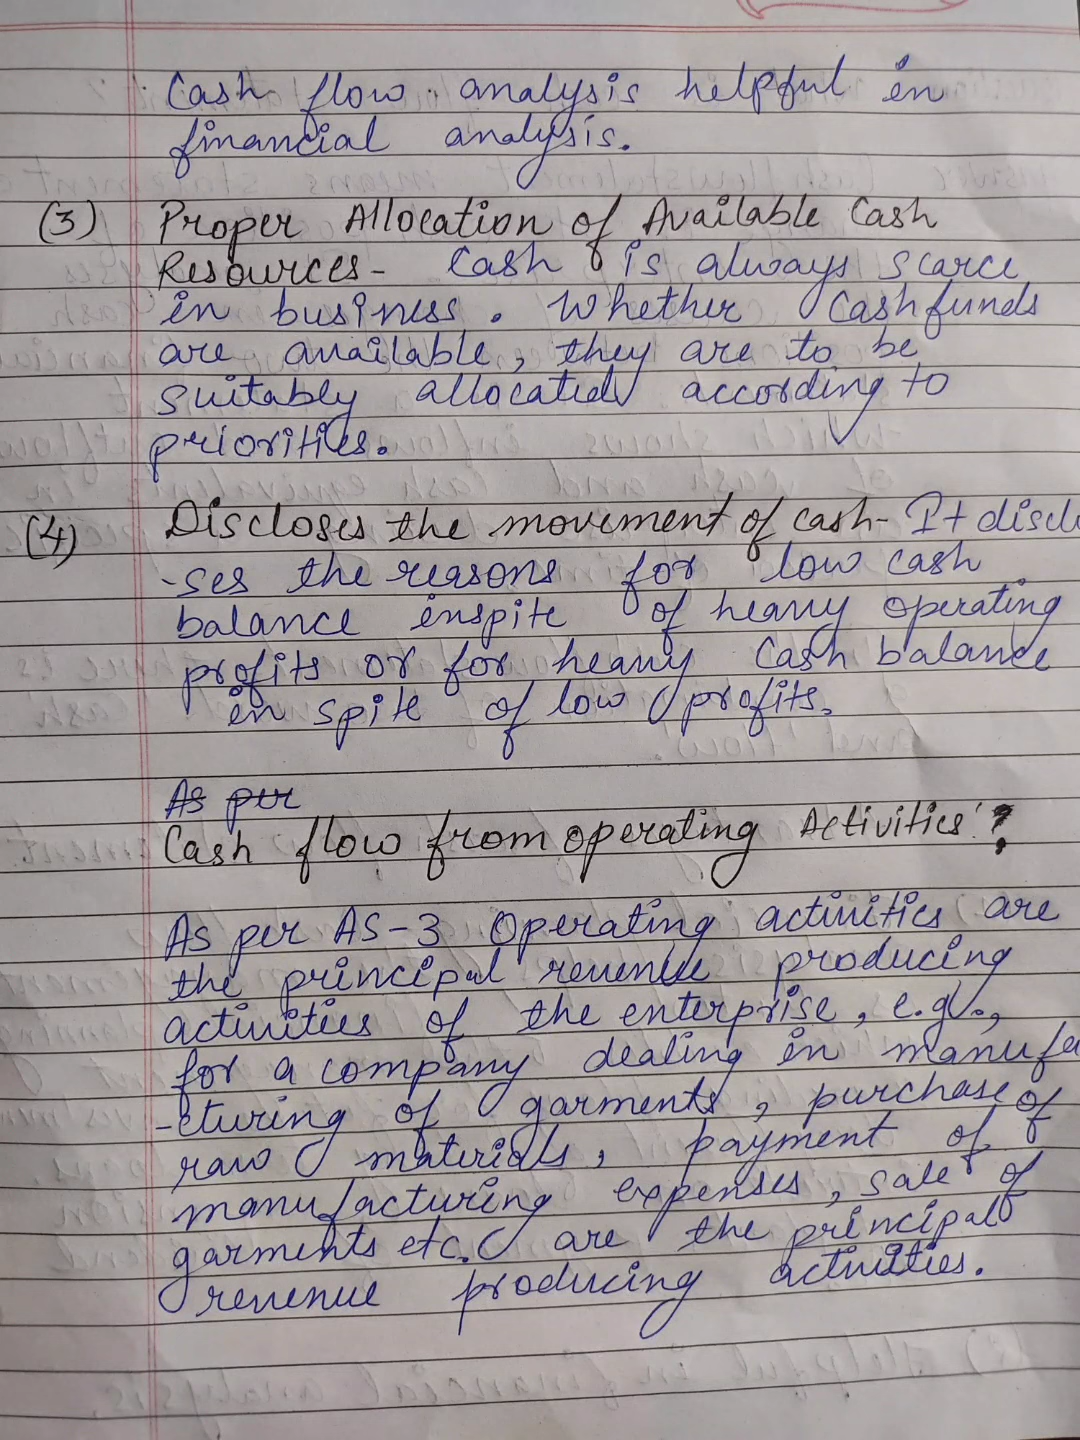 Cash flow analysis helpful in
financial analysis.
(3) Proper Allocation of Available Cash
Resources- Cash is always scarce
in business. Whether Cash funds
are available, they are to be
suitably allocated according to
priorities.
(4) Discloses the movement of cash- It disclo
-ses the reasons for low cash
balance inspite of heavy operating
profits or for heavy Cash balance
in spite of low profits.
As per
Cash flow from operating Activities?
As per AS-3 Operating activities are
the principal revenue producing
activities of the enterprise, e.g.,
for a company dealing in manufa
-cturing of garments, purchase of
raw materials, payment of
manufacturing expenses, sale of
garments etc. are the principal
revenue producing activities.